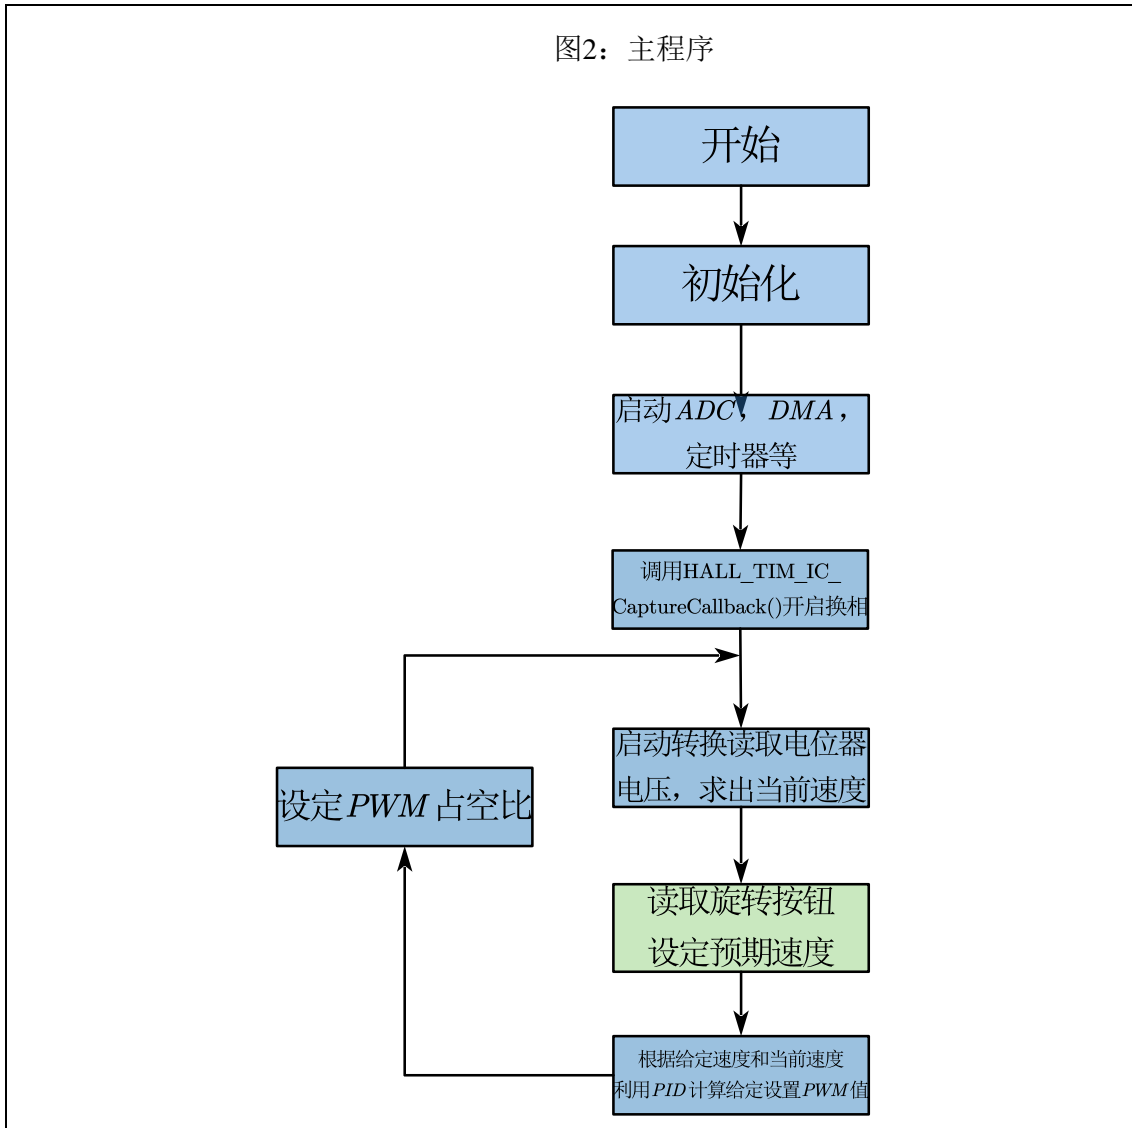 图2：主程序
开始
初始化
启动ADC，DMA，
定时器等
调用HALL_TIM_IC_
CaptureCallback()开启换相
启动转换读取电位器
电压，求出当前速度
设定PWM占空比
读取旋转按钮
设定预期速度
根据给定速度和当前速度
利用PID计算给定设置PWM值